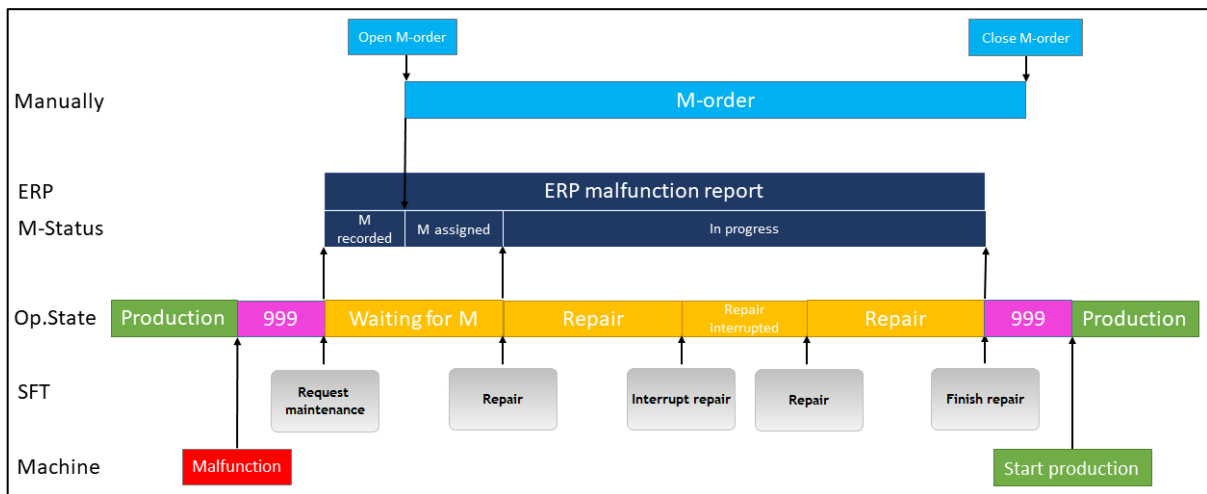 Open M-order
Close M-order
Manually
M-order
ERP
ERP malfunction report
M-Status
M
recorded
M assigned
In progress
Op.State
Production
999
Waiting for M
Repair
Repair
interrupted
Repair
999
Production
SFT
Request
maintenance
Repair
Interrupt repair
Repair
Finish repair
Machine
Malfunction
Start production